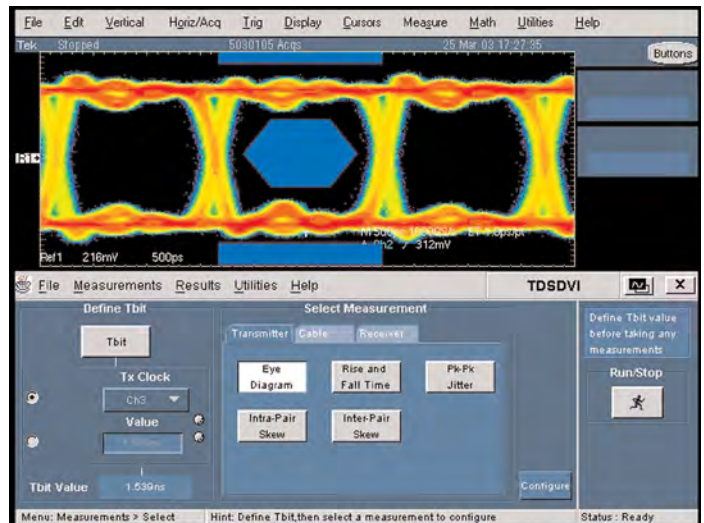 File Edit Vertical Horiz/Acq Trig Display Cursors Measure Math Utilities Help
Tek Stopped 5030105 Acqs 25 Mar 03 17:27:35
Buttons
R1
312mV
Ref1 216mV 500ps
File Measurements Results Utilities Help TDSDVI X
Define Tbit
Tbit
Tx Clock
Ch3
Value
Tbit Value 1.539ns
Select Measurement
Transmitter Cable Receiver
Eye Diagram
Rise and Fall Time
Pk-Pk Jitter
Intra-Pair Skew
Inter-Pair Skew
Configure
Define Tbit value
before taking any
measurements
Run/Stop
Menu: Measurements > Select Hint: Define Tbit,then select a measurement to configure Status : Ready